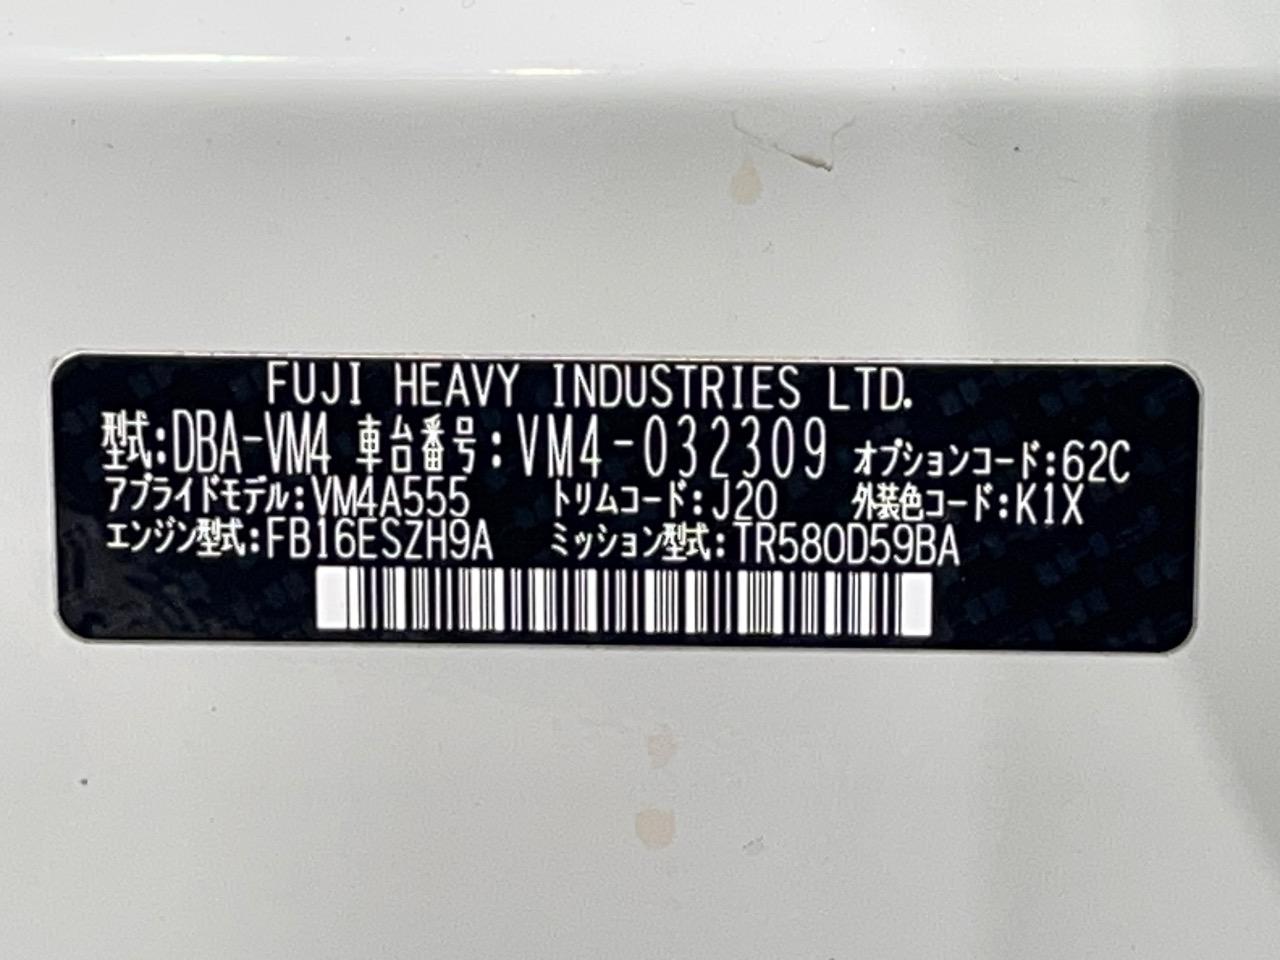 FUJI HEAVY INDUSTRIES LTD.
型式:DBA-VM4 車台番号:VM4-032309 オプションコード:62C
アプライドモデル:VM4A555 トリムコード:J20 外装色コード:K1X
エンジン型式:FB16ESZH9A ミッション型式:TR580D59BA